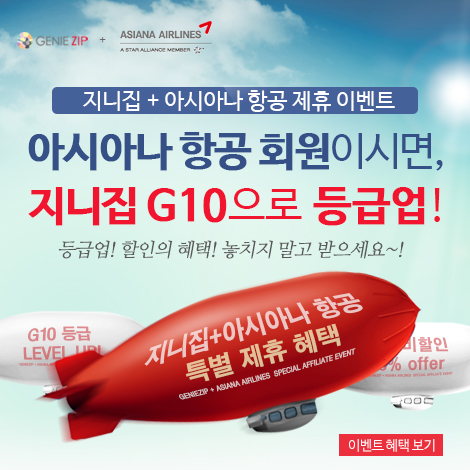 GENIE ZIP + ASIANA AIRLINES
A STAR ALLIANCE MEMBER
지니집 + 아시아나 항공 제휴 이벤트
아시아나 항공 회원이시면,
지니집 G10으로 등급업!
등급업! 할인의 혜택! 놓치지 말고 받으세요~!
지니집+아시아나 항공
특별 제휴 혜택
GENIEZIP + ASIANA AIRLINES SPECIAL AFFILIATE EVENT
G10 등급
LEVEL UP!
비할인
% offer
이벤트 혜택 보기